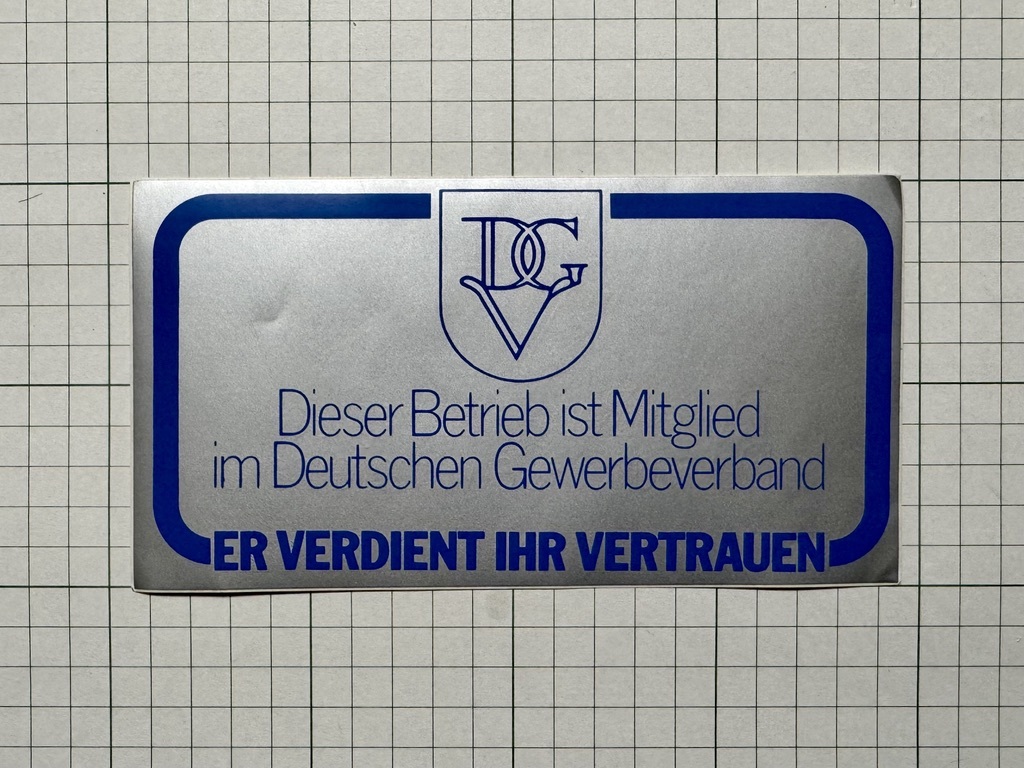 DGV
Dieser Betrieb ist Mitglied
im Deutschen Gewerbeverband
ER VERDIENT IHR VERTRAUEN